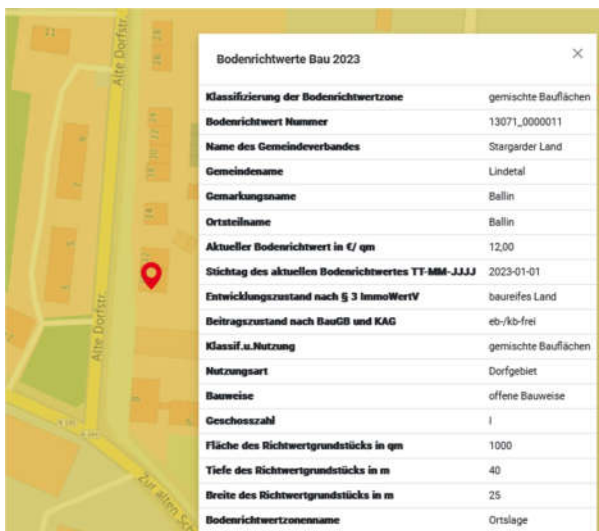 Bodenrichtwerte Bau 2023
Klassifizierung der Bodenrichtwertzone gemischte Bauflächen
Bodenrichtwert Nummer 13071_0000011
Name des Gemeindeverbandes Stargarder Land
Gemeindename Lindetal
Gemarkungsname Ballin
Ortsteilname Ballin
Aktueller Bodenrichtwert in €/ qm 12,00
Stichtag des aktuellen Bodenrichtwertes TT-MM-JJJJ 2023-01-01
Entwicklungszustand nach § 3 ImmoWertV baureifes Land
Beitragszustand nach BauGB und KAG eb-/kb-frei
Klassif.u.Nutzung gemischte Bauflächen
Nutzungsart Dorfgebiet
Bauweise offene Bauweise
Geschosszahl I
Fläche des Richtwertgrundstücks in qm 1000
Tiefe des Richtwertgrundstücks in m 40
Breite des Richtwertgrundstücks in m 25
Bodenrichtwertzonenname Ortslage
Alte Dorfstr.
Alte Dorfstr.
Zur alten Sch